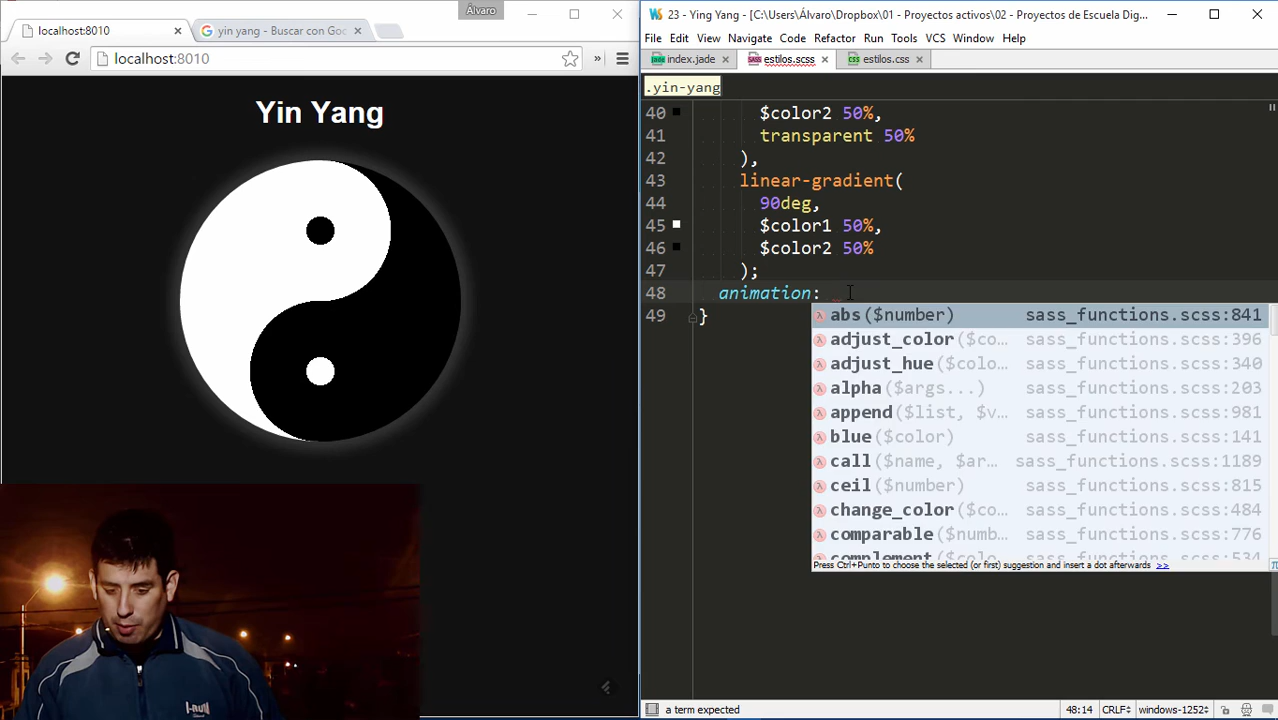 Álvaro
localhost:8010
yin yang - Buscar con Goo
localhost:8010
Yin Yang
I-RUN
23 - Ying Yang - [C:\Users\Álvaro\Dropbox\01 - Proyectos activos\02 - Proyectos de Escuela Dig...
File Edit View Navigate Code Refactor Run Tools VCS Window Help
index.jade
estilos.scss
estilos.css
.yin-yang
40 $color2 50%,
41 transparent 50%
42 ),
43 linear-gradient(
44 90deg,
45 $color1 50%,
46 $color2 50%
47 );
48 animation:
49 }
abs($number) sass_functions.scss:841
adjust_color($co... sass_functions.scss:396
adjust_hue($colo... sass_functions.scss:340
alpha($args...) sass_functions.scss:203
append($list, $v... sass_functions.scss:981
blue($color) sass_functions.scss:141
call($name, $ar... sass_functions.scss:1189
ceil($number) sass_functions.scss:815
change_color($co... sass_functions.scss:484
comparable($numb... sass_functions.scss:776
complement($colo... sass_functions.scss:534
Press Ctrl+Punto to choose the selected (or first) suggestion and insert a dot afterwards >>
a term expected
48:14 CRLF windows-1252